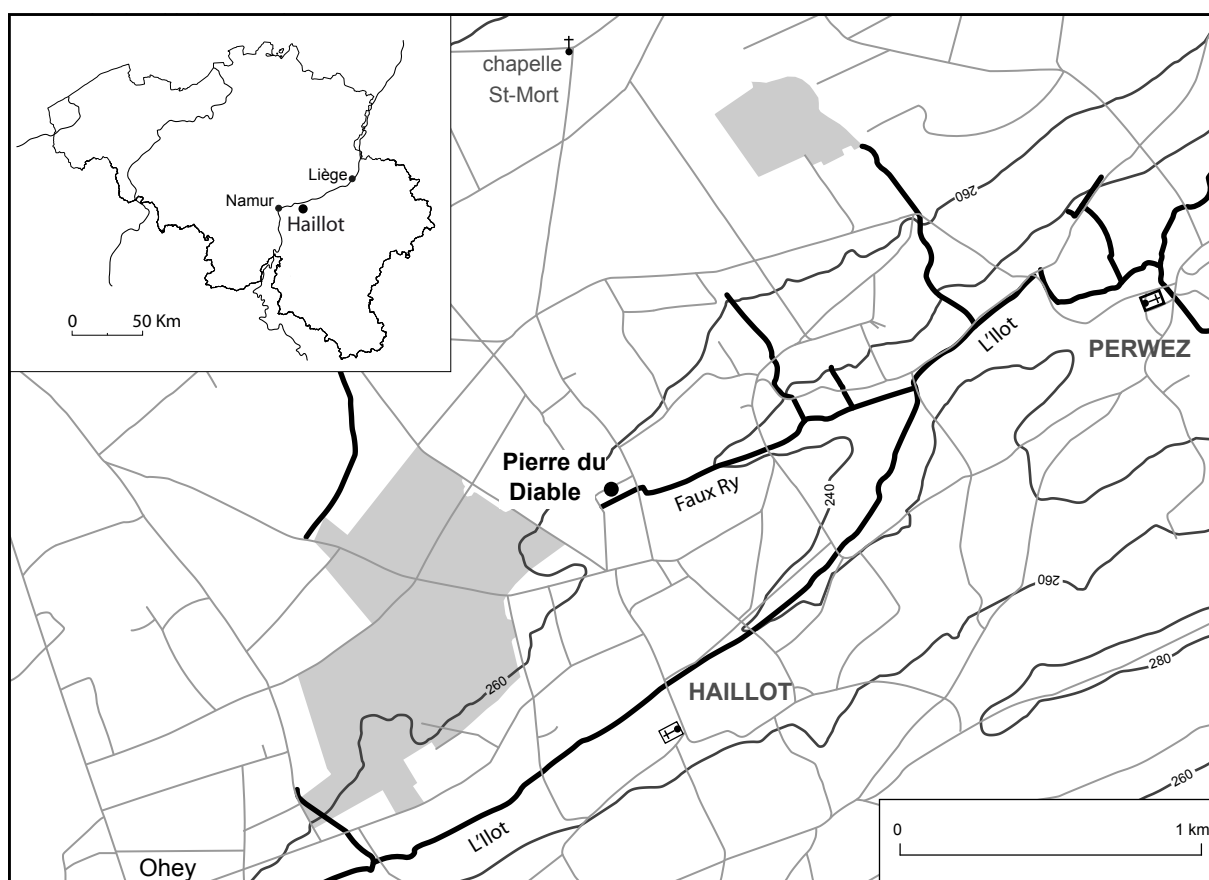 chapelle
St-Mort
Liège
Namur
Haillot
0 50 Km
260
L'Ilot
PERWEZ
Pierre du
Diable
Faux Ry
240
260
280
260
HAILLOT
260
L'Ilot
Ohey
0 1 km